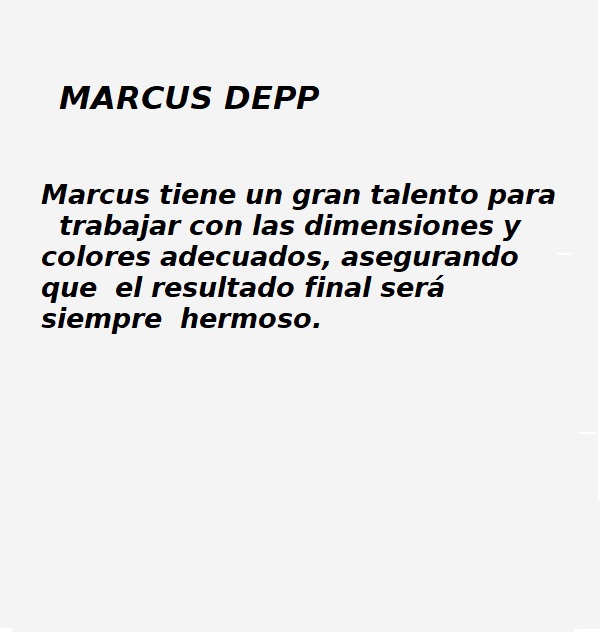 MARCUS DEPP
Marcus tiene un gran talento para
trabajar con las dimensiones y
colores adecuados, asegurando
que el resultado final será
siempre hermoso.